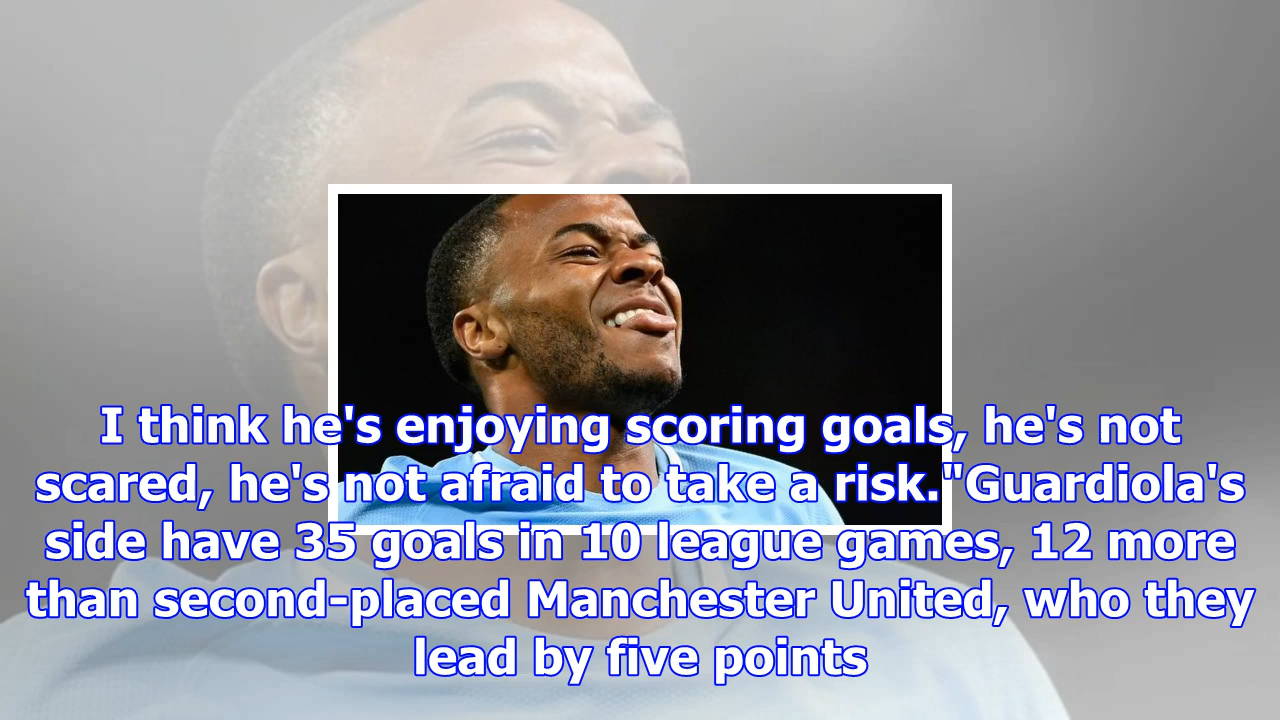 I think he's enjoying scoring goals, he's not
scared, he's not afraid to take a risk."Guardiola's
side have 35 goals in 10 league games, 12 more
than second-placed Manchester United, who they
lead by five points